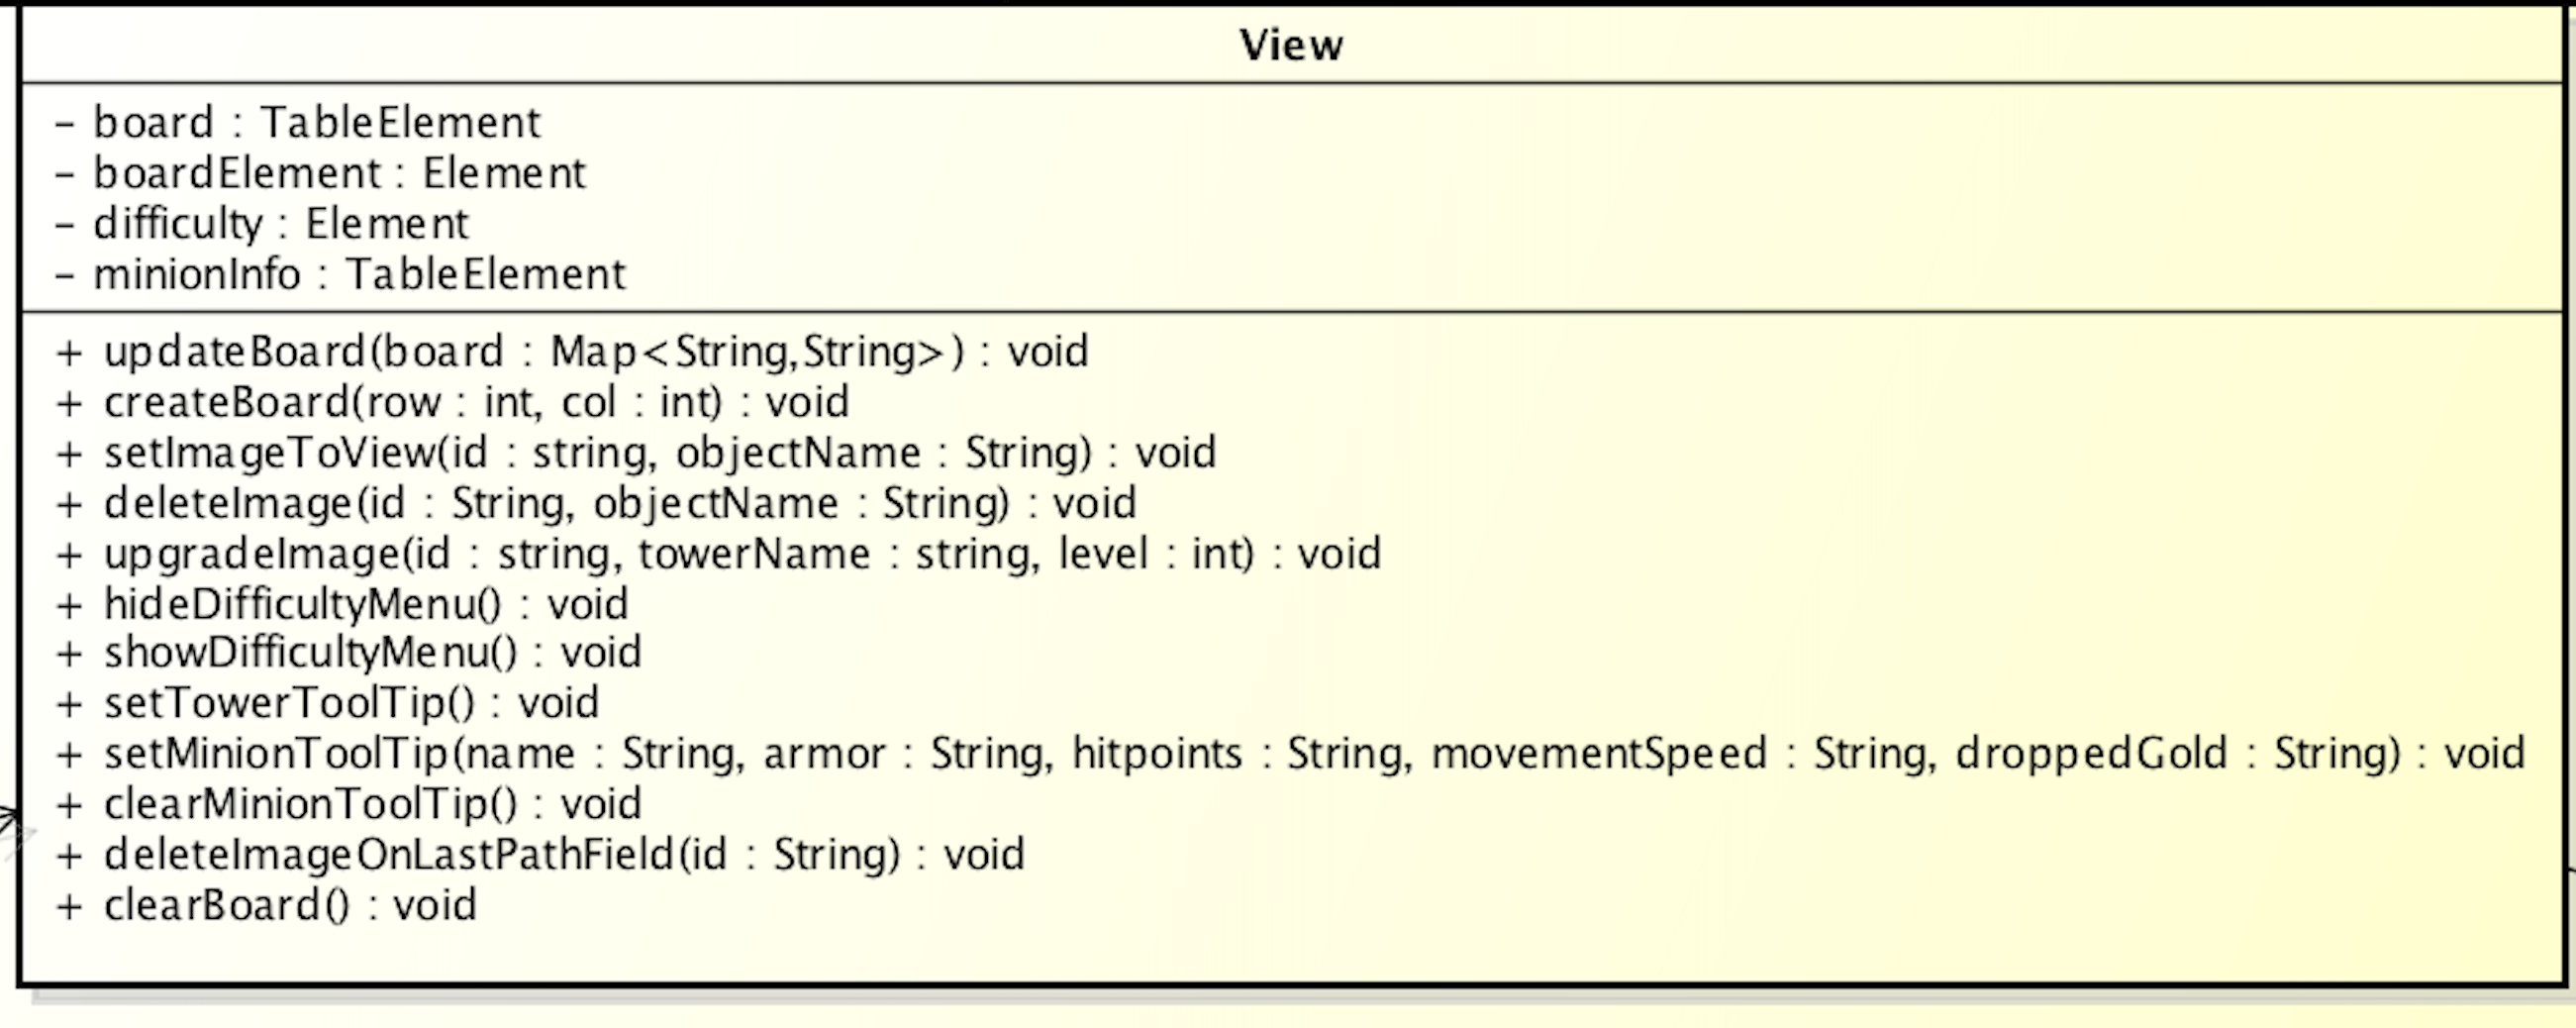 View
- board : TableElement
- boardElement : Element
- difficulty : Element
- minionInfo : TableElement
+ updateBoard(board : Map<String,String>) : void
+ createBoard(row : int, col : int) : void
+ setImageToView(id : string, objectName : String) : void
+ deleteImage(id : String, objectName : String) : void
+ upgradeImage(id : string, towerName : string, level : int) : void
+ hideDifficultyMenu() : void
+ showDifficultyMenu() : void
+ setTowerToolTip() : void
+ setMinionToolTip(name : String, armor : String, hitpoints : String, movementSpeed : String, droppedGold : String) : void
+ clearMinionToolTip() : void
+ deleteImageOnLastPathField(id : String) : void
+ clearBoard() : void